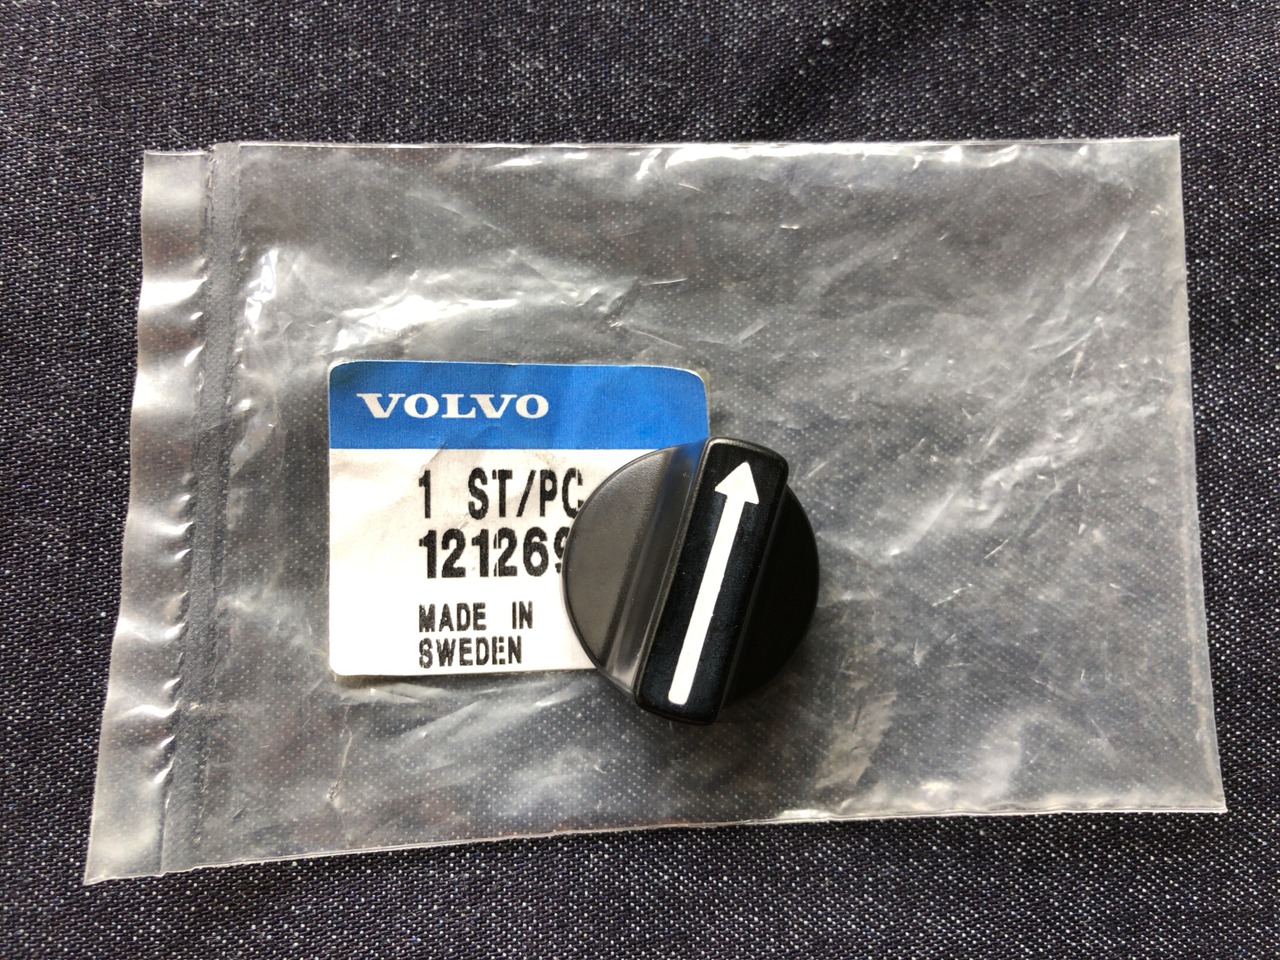 VOLVO
1 ST/PC
121269
MADE IN
SWEDEN